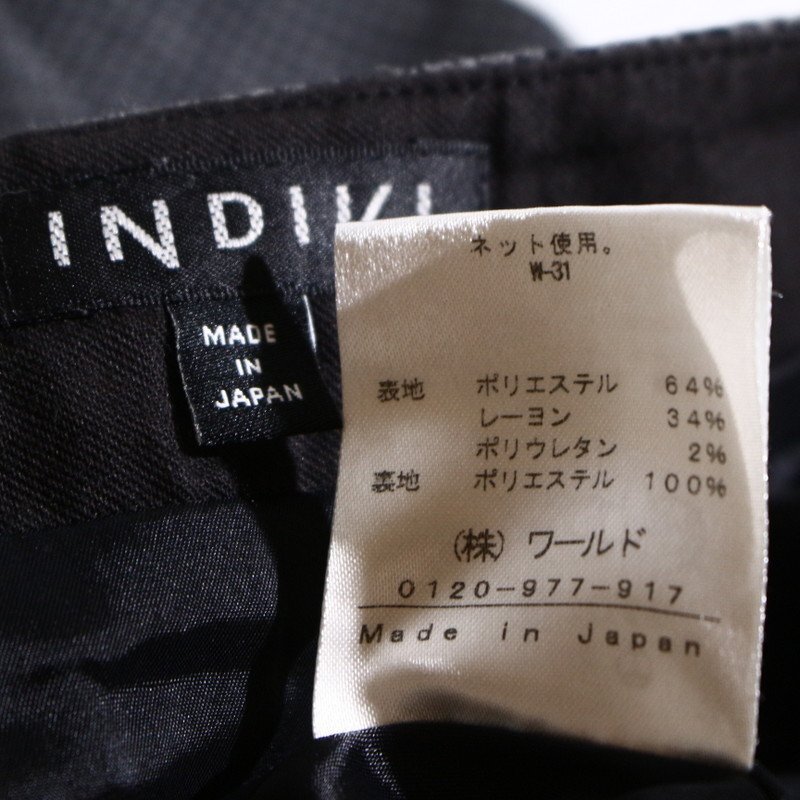 INDIVI
MADE
IN
JAPAN
ネット使用。
W-31
表地 ポリエステル 64%
レーヨン 34%
ポリウレタン 2%
裏地 ポリエステル 100%
(株) ワールド
0120-977-917
Made in Japan